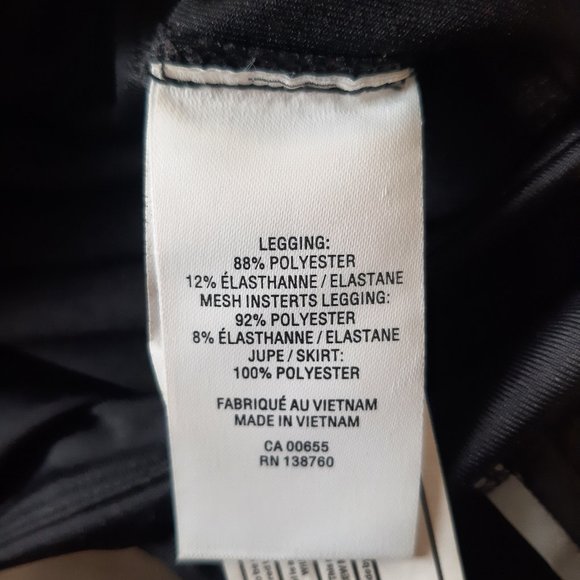 LEGGING:
88% POLYESTER
12% ÉLASTHANNE / ELASTANE
MESH INSTERTS LEGGING:
92% POLYESTER
8% ÉLASTHANNE / ELASTANE
JUPE / SKIRT:
100% POLYESTER
FABRIQUÉ AU VIETNAM
MADE IN VIETNAM
CA 00655
RN 138760